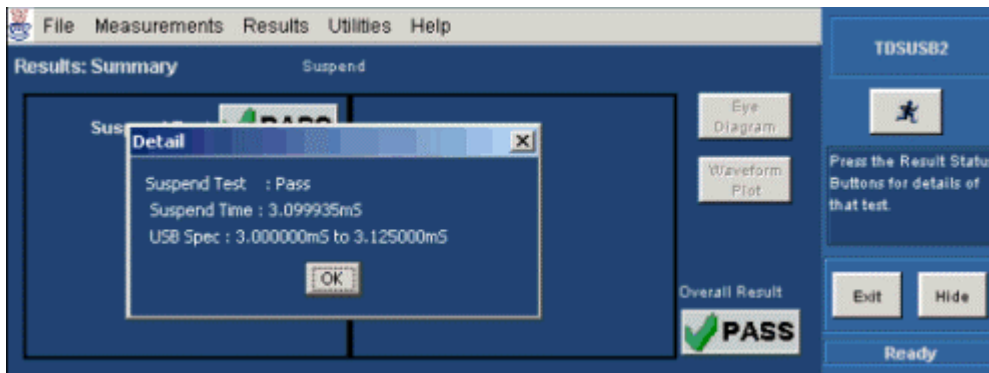 File Measurements Results Utilities Help
TDSUSB2
Results: Summary Suspend
PASS
Eye
Diagram
Detail
Waveform
Plot
Press the Result Statu
Buttons for details of
that test.
Suspend Test : Pass
Suspend Time : 3.099935mS
USB Spec : 3.000000mS to 3.125000mS
OK
Overall Result
PASS
Exit Hide
Ready